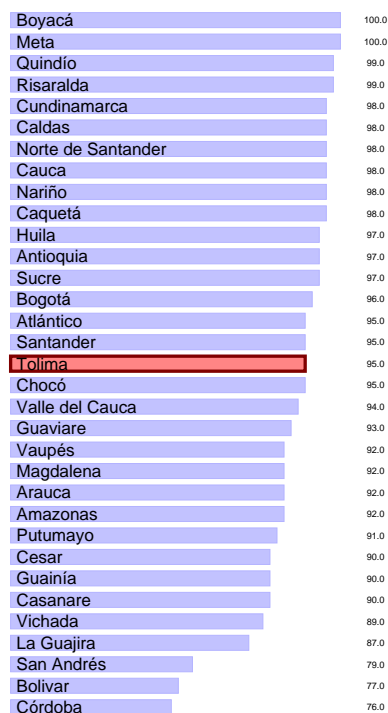 Boyacá 100.0
Meta 100.0
Quindío 99.0
Risaralda 99.0
Cundinamarca 98.0
Caldas 98.0
Norte de Santander 98.0
Cauca 98.0
Nariño 98.0
Caquetá 98.0
Huila 97.0
Antioquia 97.0
Sucre 97.0
Bogotá 96.0
Atlántico 95.0
Santander 95.0
Tolima 95.0
Chocó 95.0
Valle del Cauca 94.0
Guaviare 93.0
Vaupés 92.0
Magdalena 92.0
Arauca 92.0
Amazonas 92.0
Putumayo 91.0
Cesar 90.0
Guainía 90.0
Casanare 90.0
Vichada 89.0
La Guajira 87.0
San Andrés 79.0
Bolivar 77.0
Córdoba 76.0